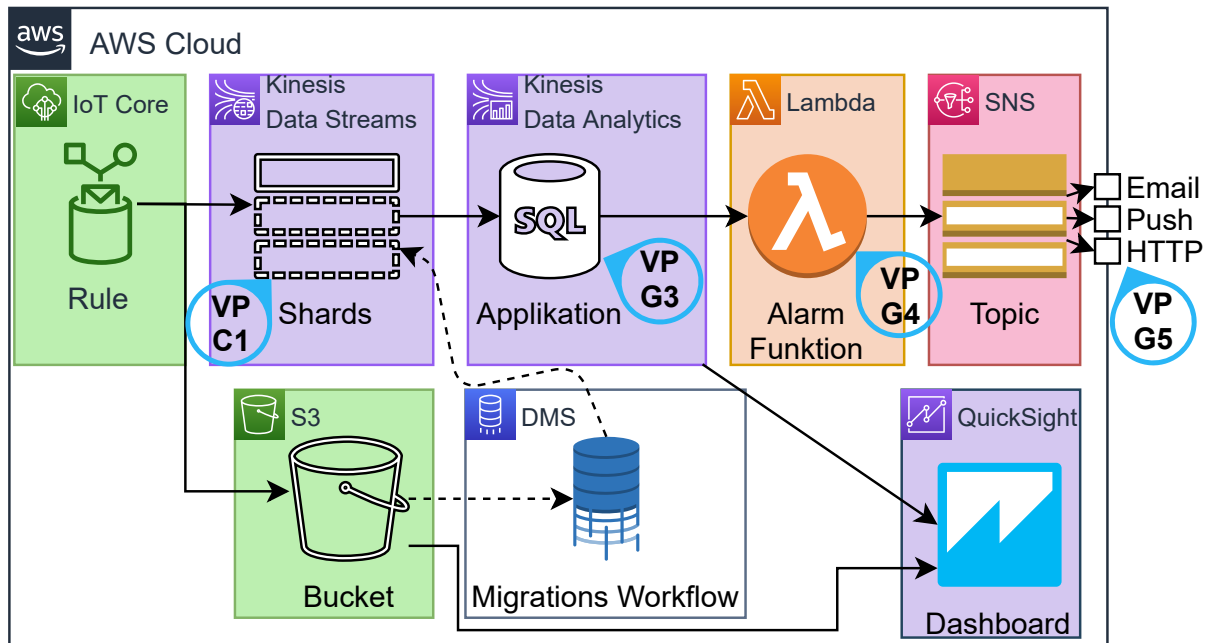 aws
AWS Cloud
IoT Core
Rule
Kinesis
Data Streams
Shards
VP
C1
Kinesis
Data Analytics
SQL
Applikation
VP
G3
Lambda
Alarm
Funktion
VP
G4
SNS
Topic
Email
Push
HTTP
VP
G5
S3
Bucket
DMS
Migrations Workflow
QuickSight
Dashboard